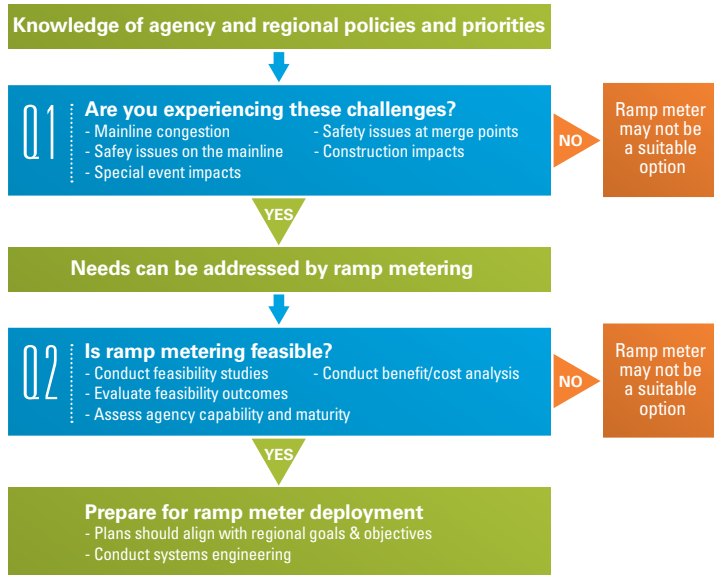 Knowledge of agency and regional policies and priorities
Q1
Are you experiencing these challenges?
- Mainline congestion
- Safey issues on the mainline
- Special event impacts
- Safety issues at merge points
- Construction impacts
NO
Ramp meter
may not be
a suitable
option
YES
Needs can be addressed by ramp metering
Q2
Is ramp metering feasible?
- Conduct feasibility studies
- Evaluate feasibility outcomes
- Assess agency capability and maturity
- Conduct benefit/cost analysis
NO
Ramp meter
may not be
a suitable
option
YES
Prepare for ramp meter deployment
- Plans should align with regional goals & objectives
- Conduct systems engineering